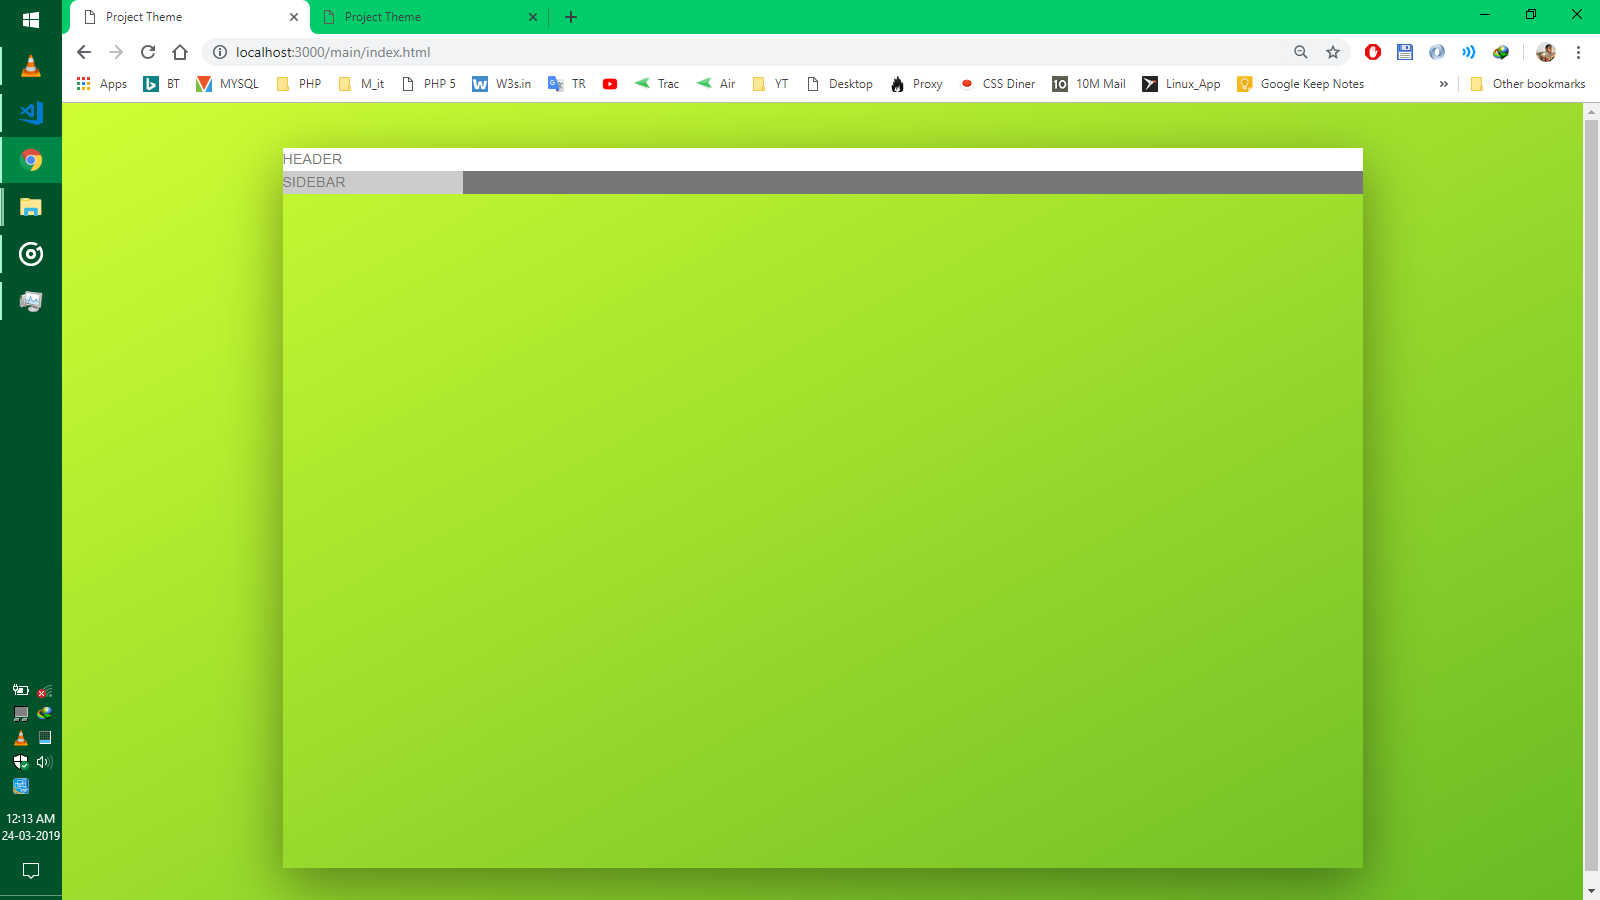 Project Theme
Project Theme
localhost:3000/main/index.html
Apps BT MYSQL PHP M_it PHP 5 W3s.in TR Trac Air YT Desktop Proxy CSS Diner 10 10M Mail Linux_App Google Keep Notes » Other bookmarks
HEADER
SIDEBAR
12:13 AM
24-03-2019